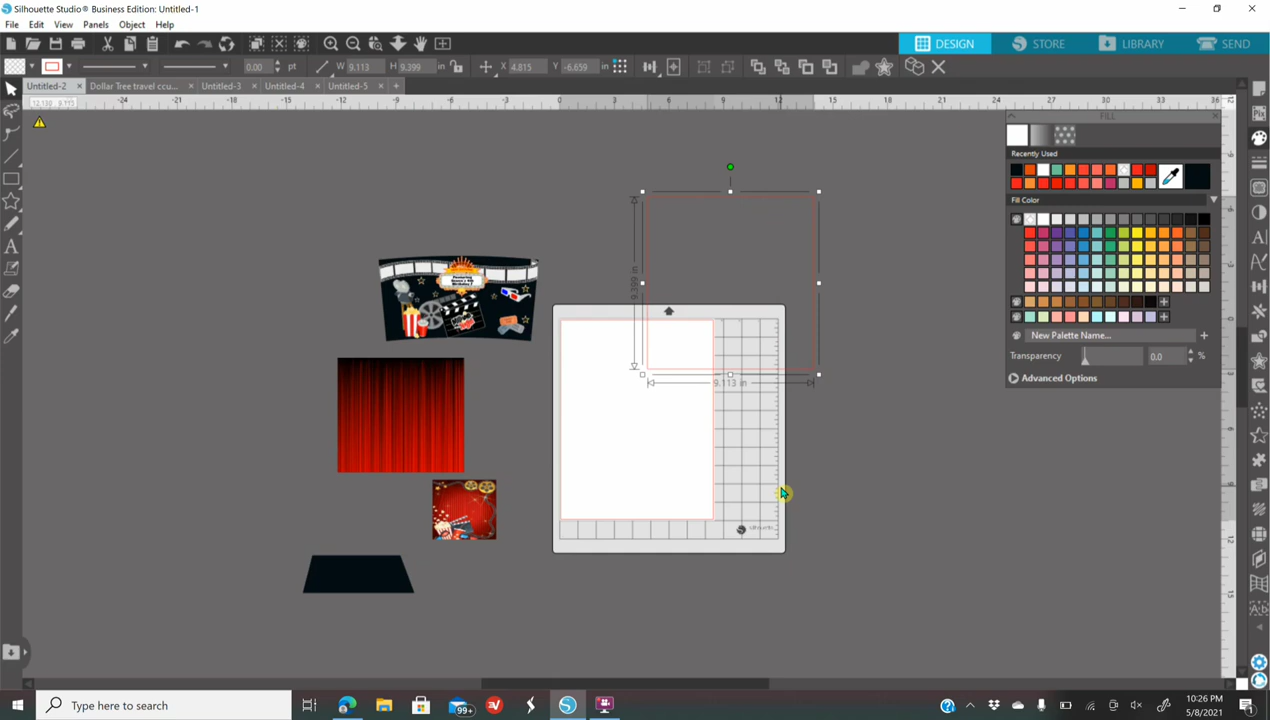 Silhouette Studio® Business Edition: Untitled-1
File Edit View Panels Object Help
DESIGN STORE LIBRARY SEND
0.00 pt W 9.113 H 9.399 in X 4.815 Y -6.659 in
Untitled-2 × Dollar Tree travel ccu... × Untitled-3 × Untitled-4 × Untitled-5 × +
-24 -21 -18 -15 -12 -9 -6 -3 0 3 6 9 12 15 18 21 24 27 30 33 36
FILL
Recently Used
Fill Color
New Palette Name...
Transparency 0.0 %
Advanced Options
9.113 in
Type here to search
99+
10:26 PM
5/8/2021